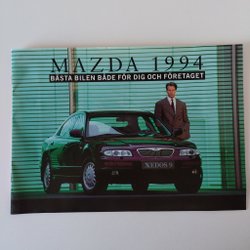 MAZDA 1994
BÄSTA BILEN BÅDE FÖR DIG OCH FÖRETAGET
XEDOS 9